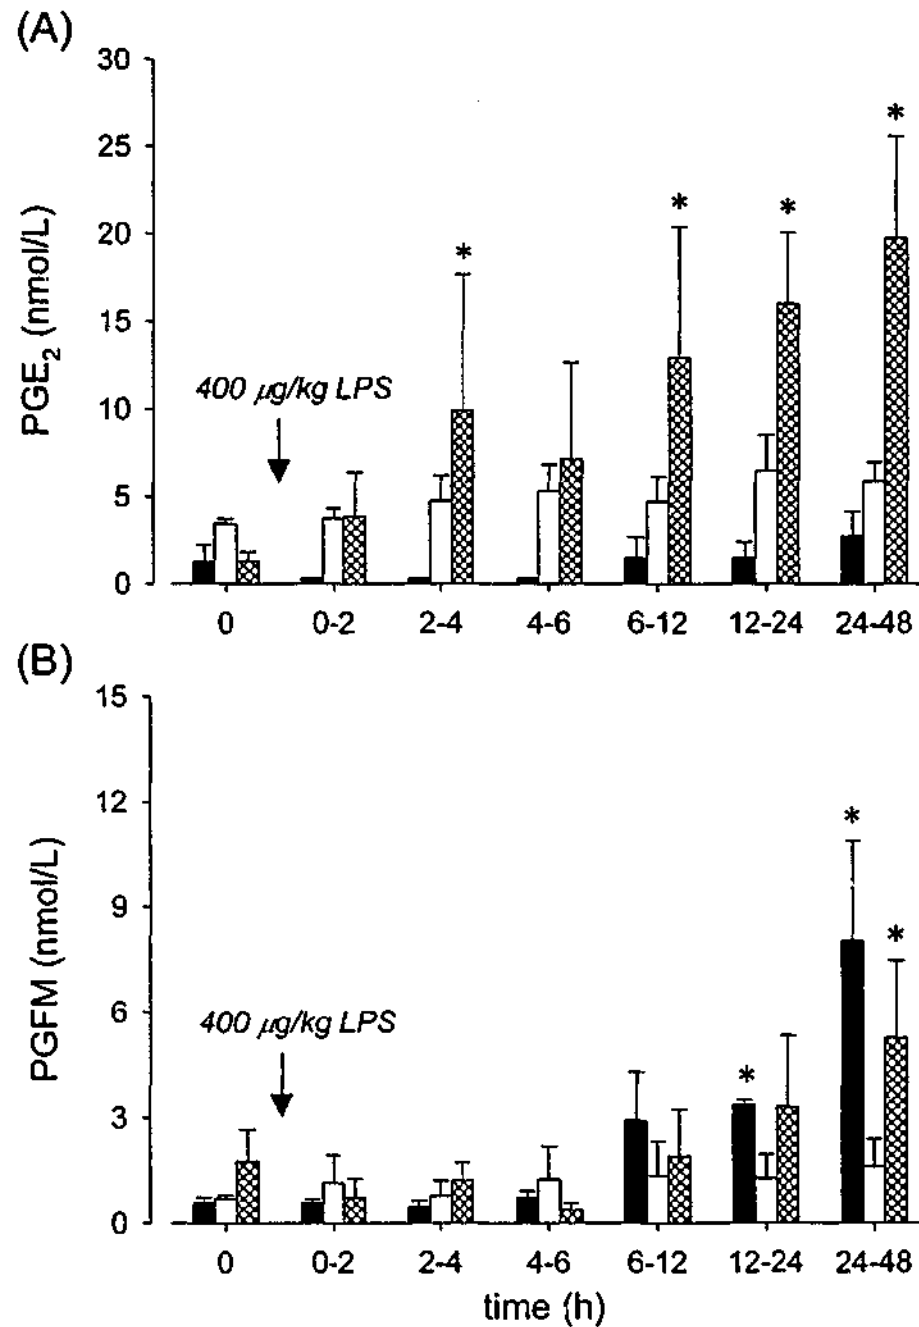 (A)
30
25
20
15
10
5
0
PGE2 (nmol/L)
400 µg/kg LPS
* * * *
0 0-2 2-4 4-6 6-12 12-24 24-48
(B)
15
12
9
6
3
0
PGFM (nmol/L)
400 µg/kg LPS
* * *
0 0-2 2-4 4-6 6-12 12-24 24-48
time (h)